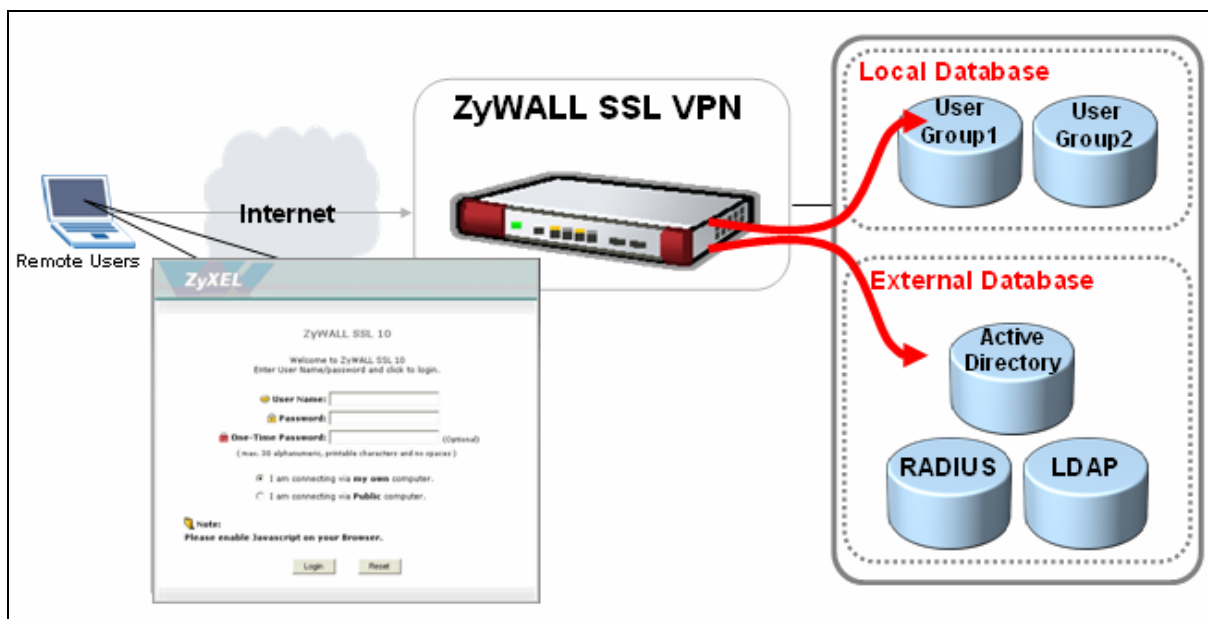 ZyWALL SSL VPN
Internet
Remote Users
ZyXEL
ZyWALL SSL 10
Welcome to ZyWALL SSL 10
Enter User Name/password and click to login.
User Name:
Password:
One-Time Password:
(Optional)
( max. 30 alphanumeric, printable characters and no spaces )
I am connecting via my own computer.
I am connecting via Public computer.
Note:
Please enable Javascript on your Browser.
Login
Reset
Local Database
User
Group1
User
Group2
External Database
Active
Directory
RADIUS
LDAP